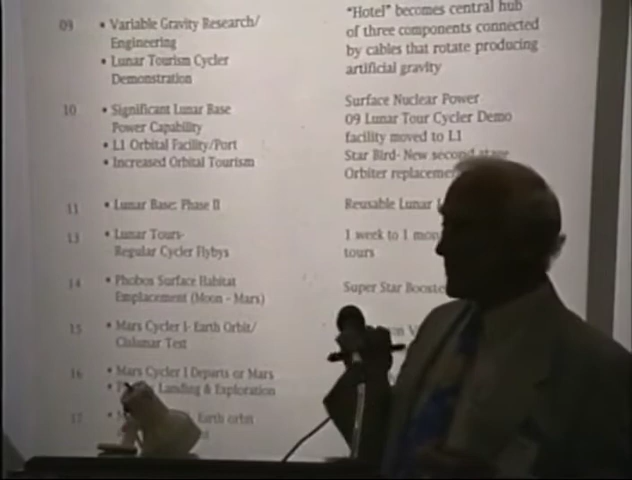 09 • Variable Gravity Research/
Engineering
• Lunar Tourism Cycler
Demonstration
"Hotel" becomes central hub
of three components connected
by cables that rotate producing
artificial gravity
10 • Significant Lunar Base
Power Capability
• L1 Orbital Facility/Port
• Increased Orbital Tourism
Surface Nuclear Power
09 Lunar Tour Cycler Demo
facility moved to L1
Star Bird- New second stage
Orbiter
11 • Lunar Base: Phase II
Reusable Lunar
13 • Lunar Tours-
Regular Cycler Flybys
1 week to 1
tours
14 • Phobos Surface Habitat
Emplacement (Moon - Mars)
Super Star
15 • Mars Cycler I- Earth Orbit/
Cislunar Test
16 • Mars Cycler I Departs or Mars
Landing & Exploration
17 •
Earth orbit